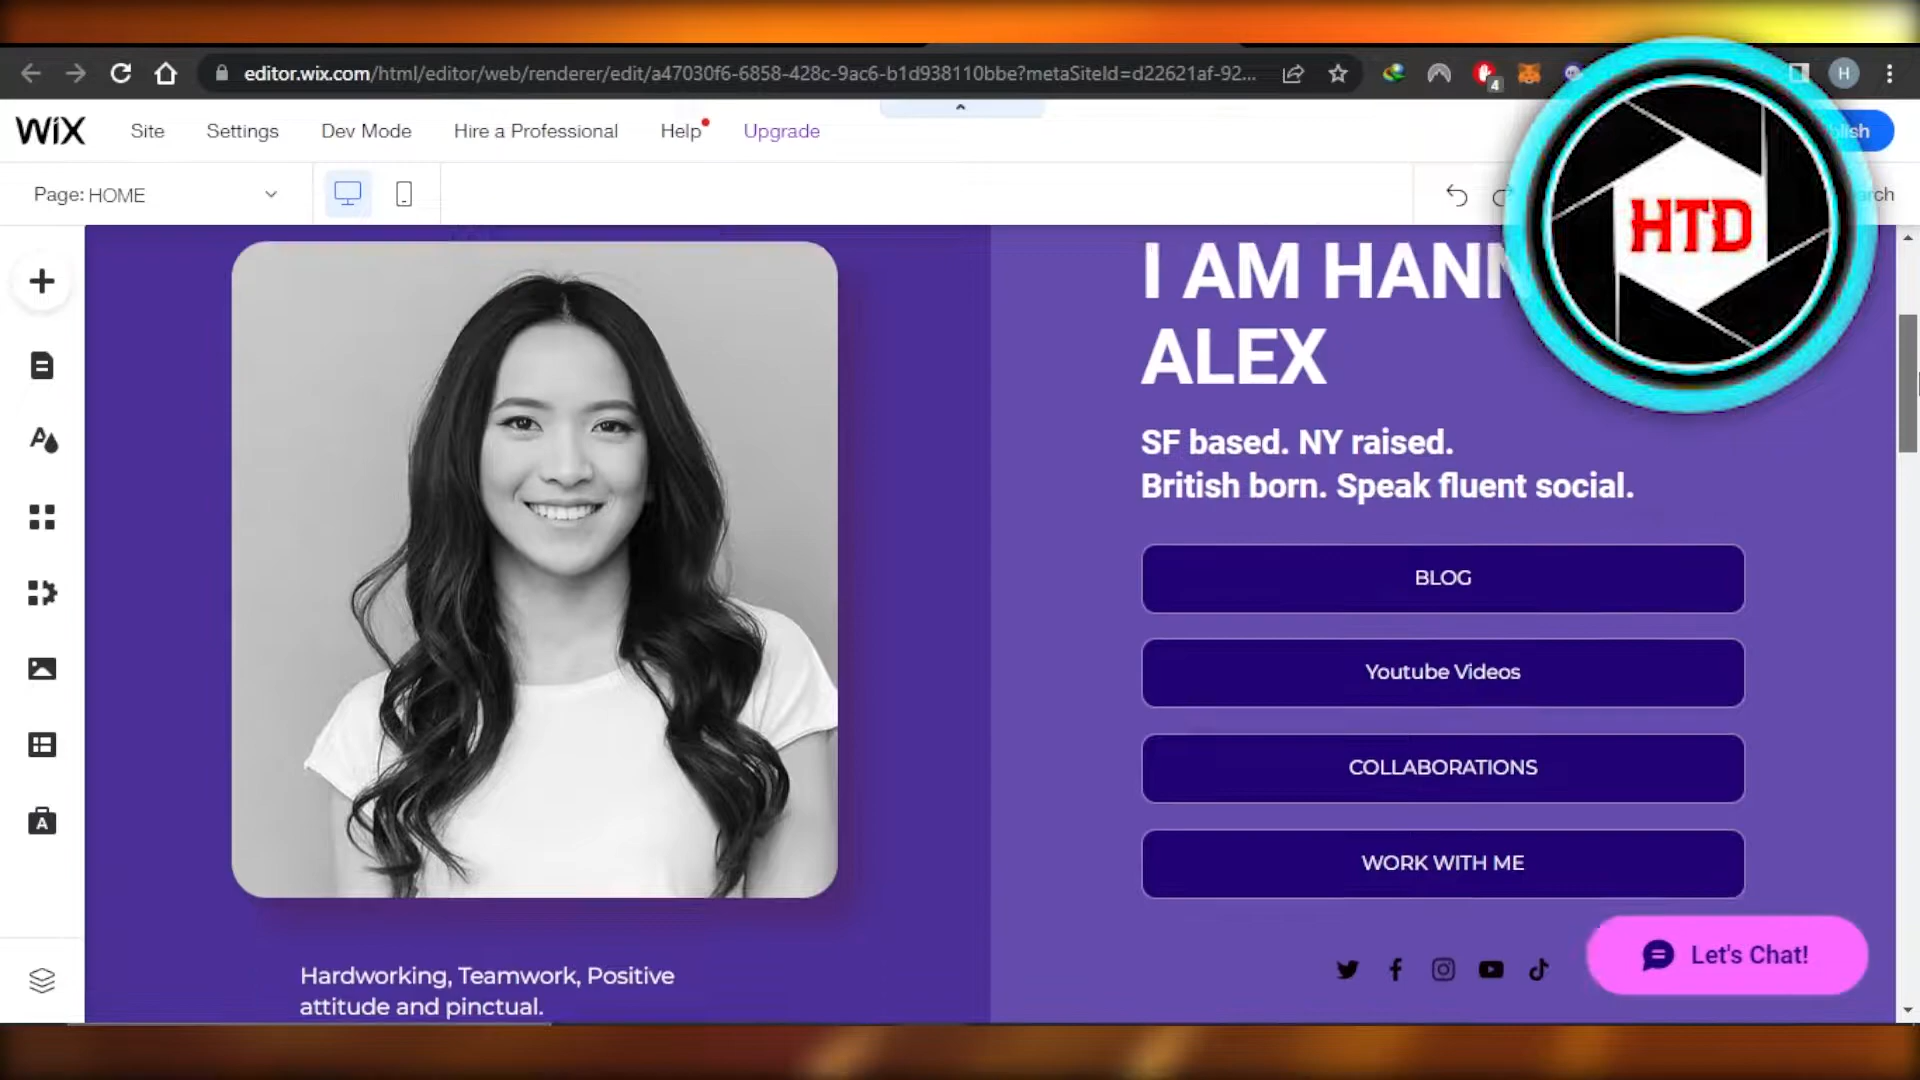 editor.wix.com/html/editor/web/renderer/edit/a47030f6-6858-428c-9ac6-b1d938110bbe?metaSiteId=d22621af-92...
4
H
WiX
Site
Settings
Dev Mode
Hire a Professional
Help
Upgrade
Page: HOME
HTD
I AM
ALEX
SF based. NY raised.
British born. Speak fluent social.
BLOG
Youtube Videos
COLLABORATIONS
WORK WITH ME
Let's Chat!
Hardworking, Teamwork, Positive
attitude and pinctual.